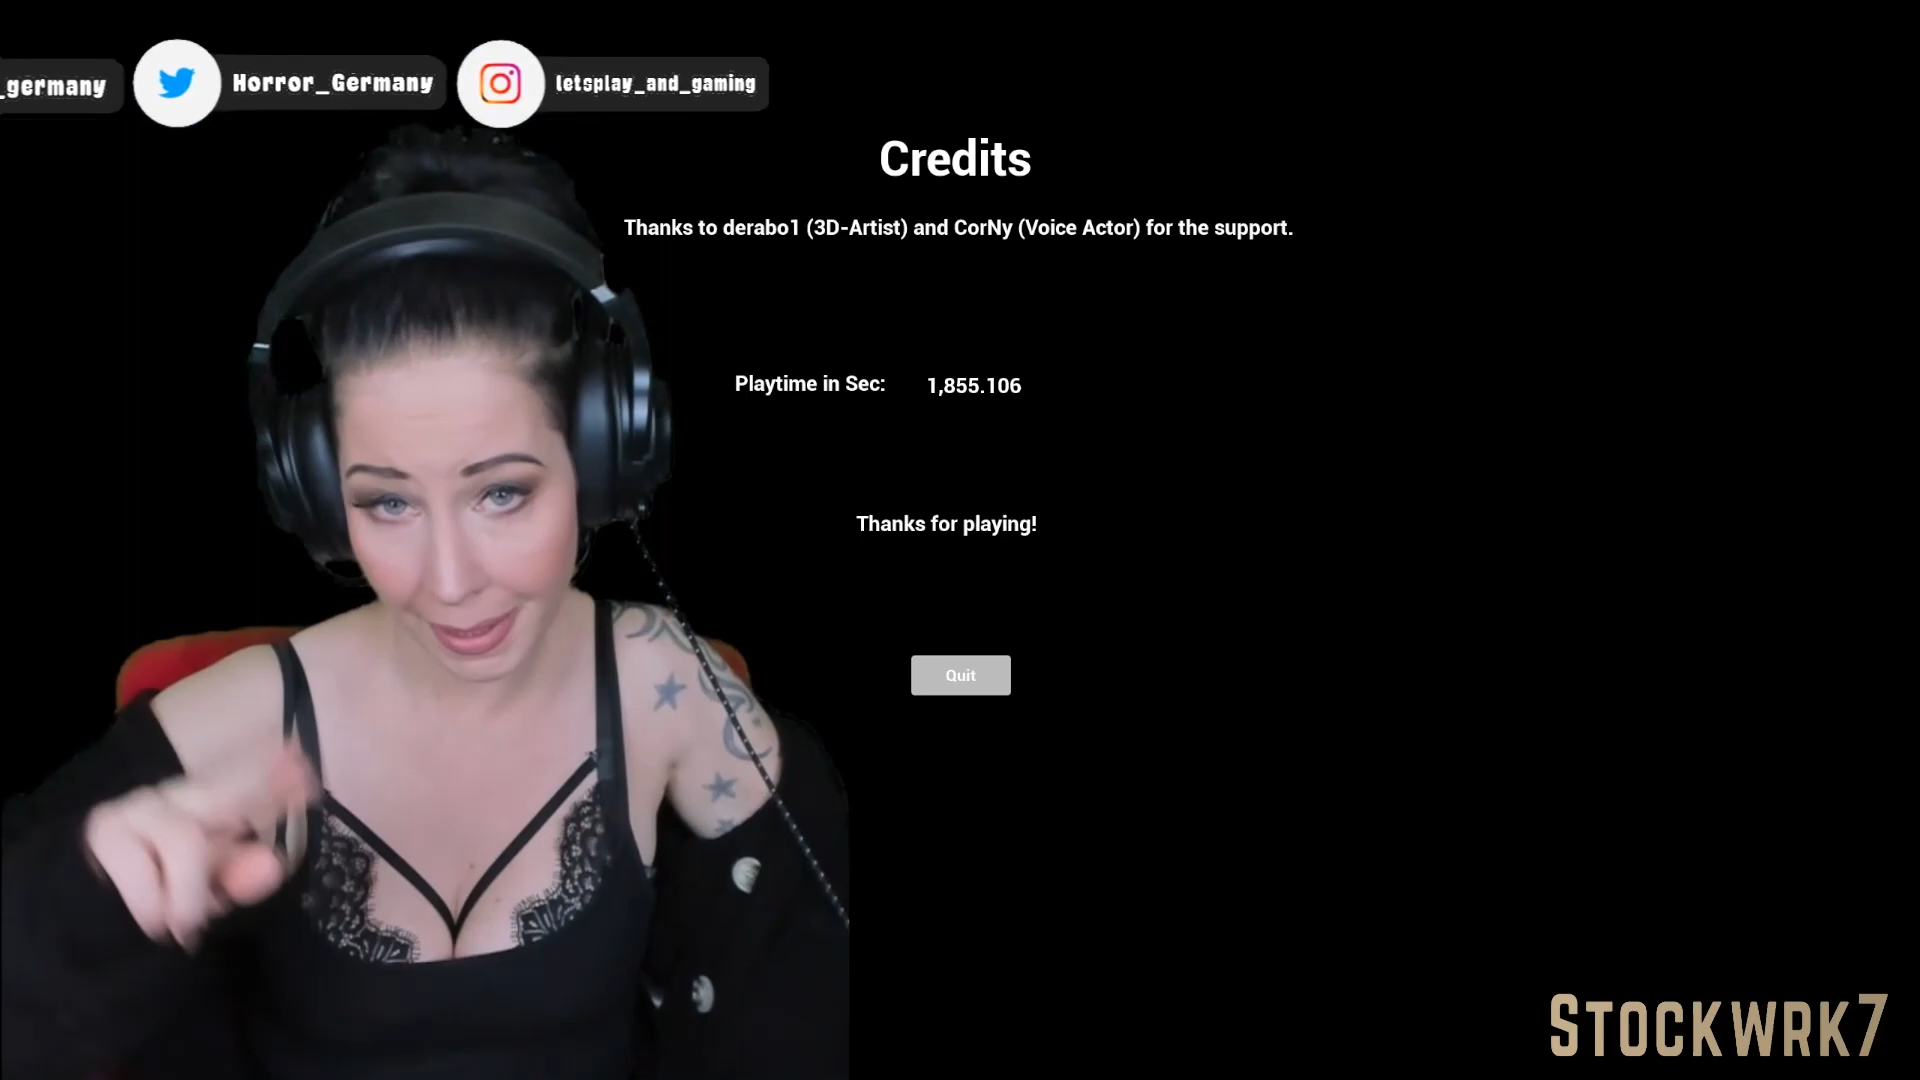 _germany
Horror_Germany
letsplay_and_gaming
Credits
Thanks to derabo1 (3D-Artist) and CorNy (Voice Actor) for the support.
Playtime in Sec: 1,855.106
Thanks for playing!
Quit
STOCKWRK7